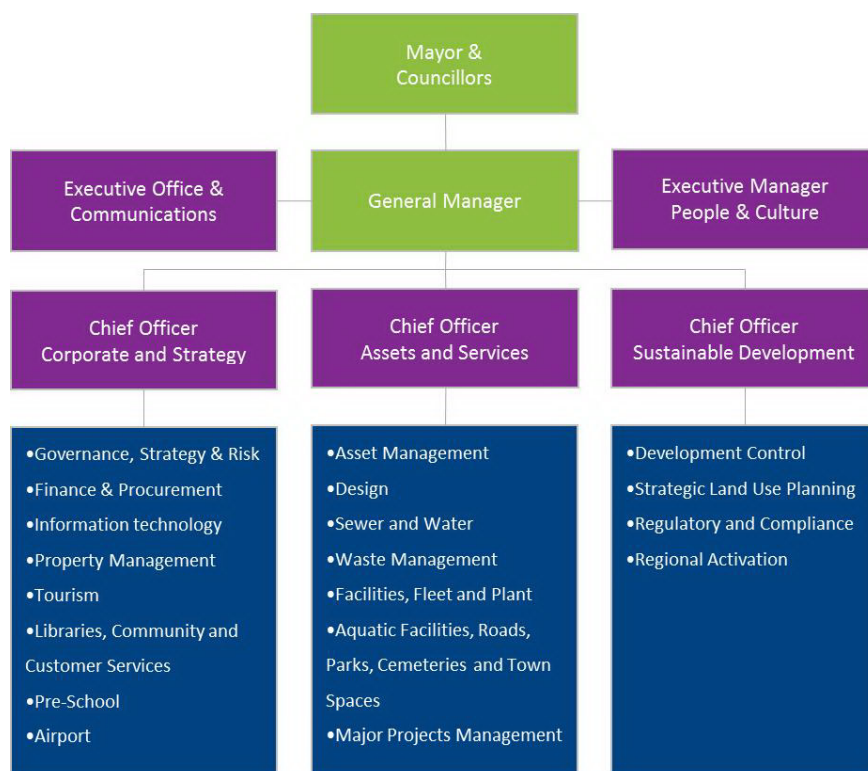 Mayor &
Councillors
Executive Office &
Communications
General Manager
Executive Manager
People & Culture
Chief Officer
Corporate and Strategy
Chief Officer
Assets and Services
Chief Officer
Sustainable Development
•Governance, Strategy & Risk
•Finance & Procurement
•Information technology
•Property Management
•Tourism
•Libraries, Community and
Customer Services
•Pre-School
•Airport
•Asset Management
•Design
•Sewer and Water
•Waste Management
•Facilities, Fleet and Plant
•Aquatic Facilities, Roads,
Parks, Cemeteries and Town
Spaces
•Major Projects Management
•Development Control
•Strategic Land Use Planning
•Regulatory and Compliance
•Regional Activation